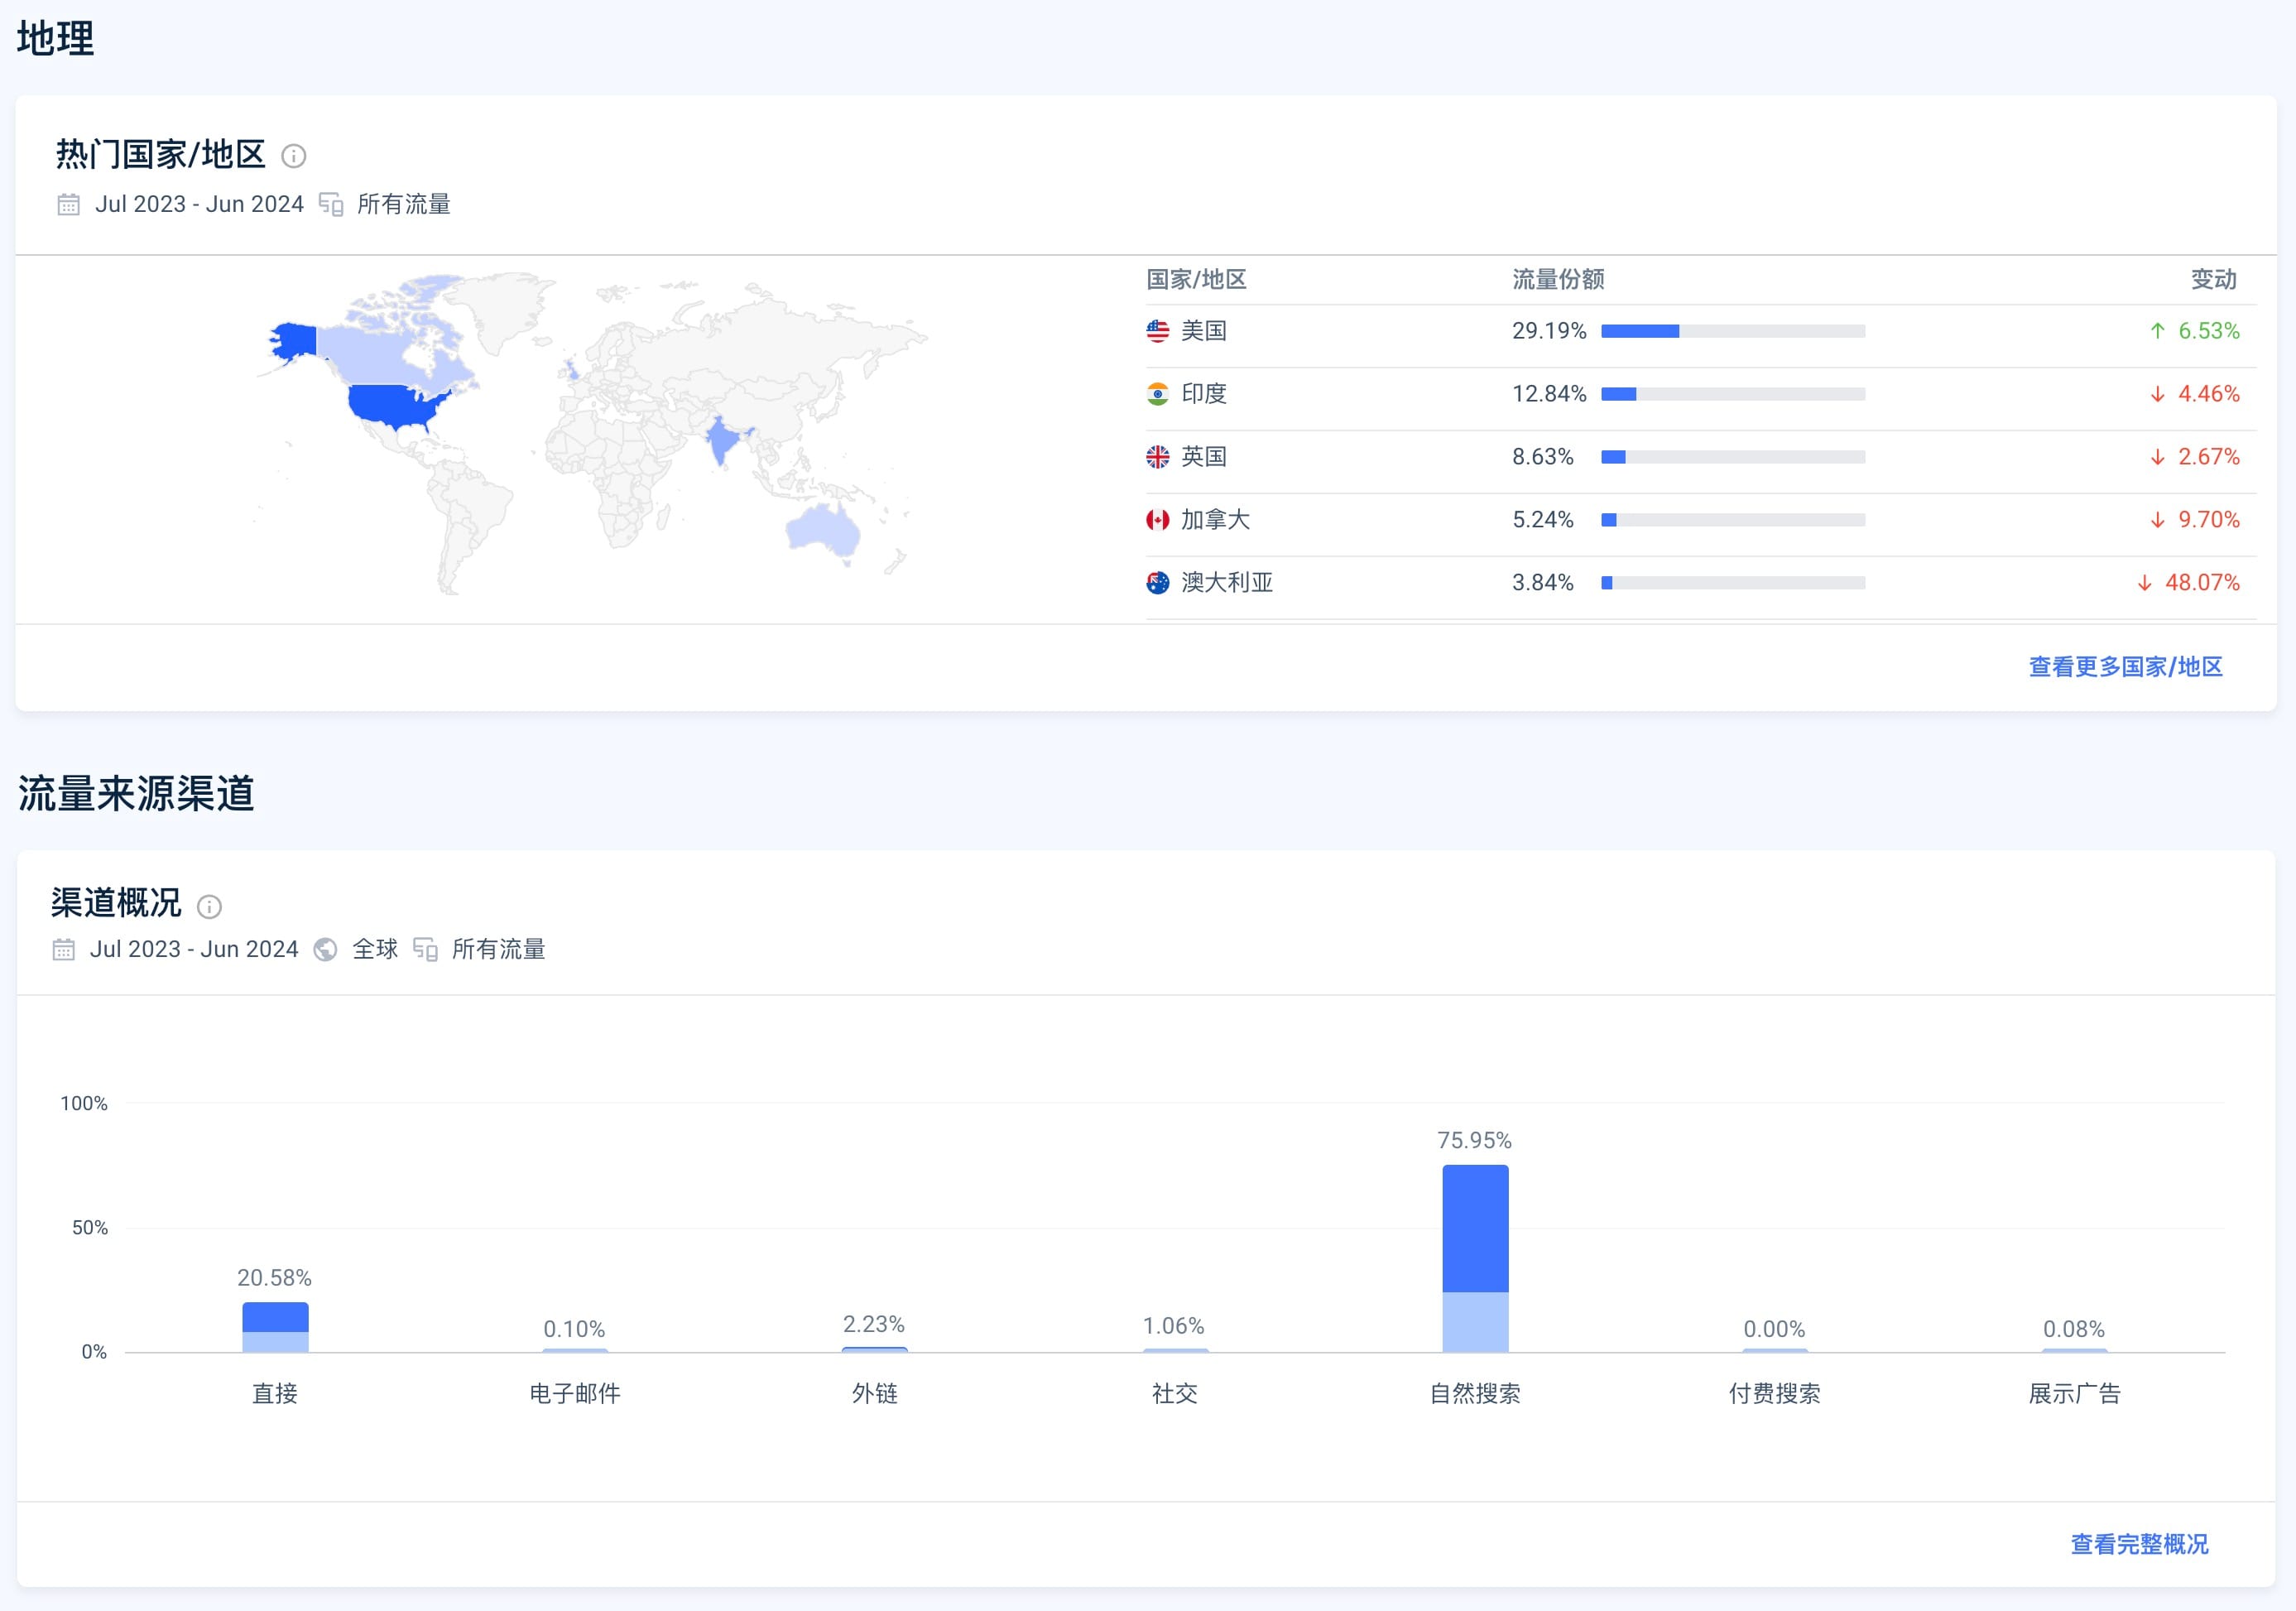 地理
热门国家/地区
Jul 2023 - Jun 2024 所有流量
国家/地区 流量份额 变动
美国 29.19% ↑ 6.53%
印度 12.84% ↓ 4.46%
英国 8.63% ↓ 2.67%
加拿大 5.24% ↓ 9.70%
澳大利亚 3.84% ↓ 48.07%
查看更多国家/地区
流量来源渠道
渠道概况
Jul 2023 - Jun 2024 全球 所有流量
100%
75.95%
50%
20.58%
0.10%
2.23%
1.06%
0.00%
0.08%
0%
直接 电子邮件 外链 社交 自然搜索 付费搜索 展示广告
查看完整概况